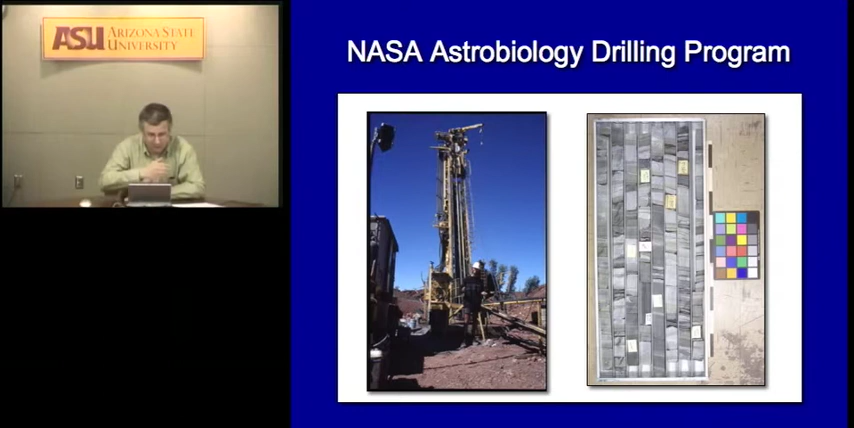 ASU ARIZONA STATE
UNIVERSITY
NASA Astrobiology Drilling Program